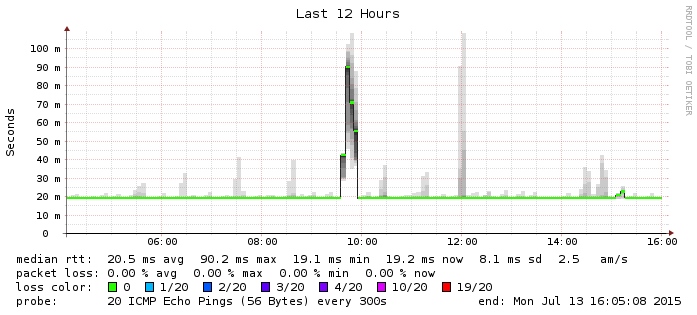 Last 12 Hours
RRDTOOL / TOBI OETIKER
Seconds
100 m
90 m
80 m
70 m
60 m
50 m
40 m
30 m
20 m
10 m
0
06:00 08:00 10:00 12:00 14:00 16:00
median rtt: 20.5 ms avg 90.2 ms max 19.1 ms min 19.2 ms now 8.1 ms sd 2.5 am/s
packet loss: 0.00 % avg 0.00 % max 0.00 % min 0.00 % now
loss color: 0 1/20 2/20 3/20 4/20 10/20 19/20
probe: 20 ICMP Echo Pings (56 Bytes) every 300s end: Mon Jul 13 16:05:08 2015